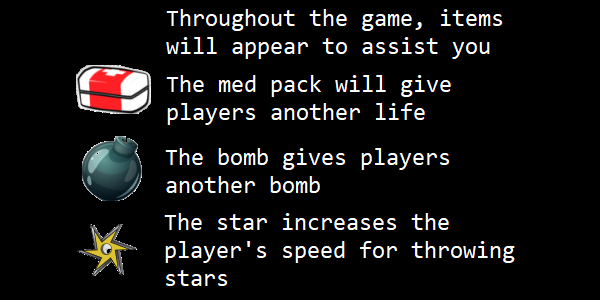 Throughout the game, items
will appear to assist you
The med pack will give
players another life
The bomb gives players
another bomb
The star increases the
player's speed for throwing
stars